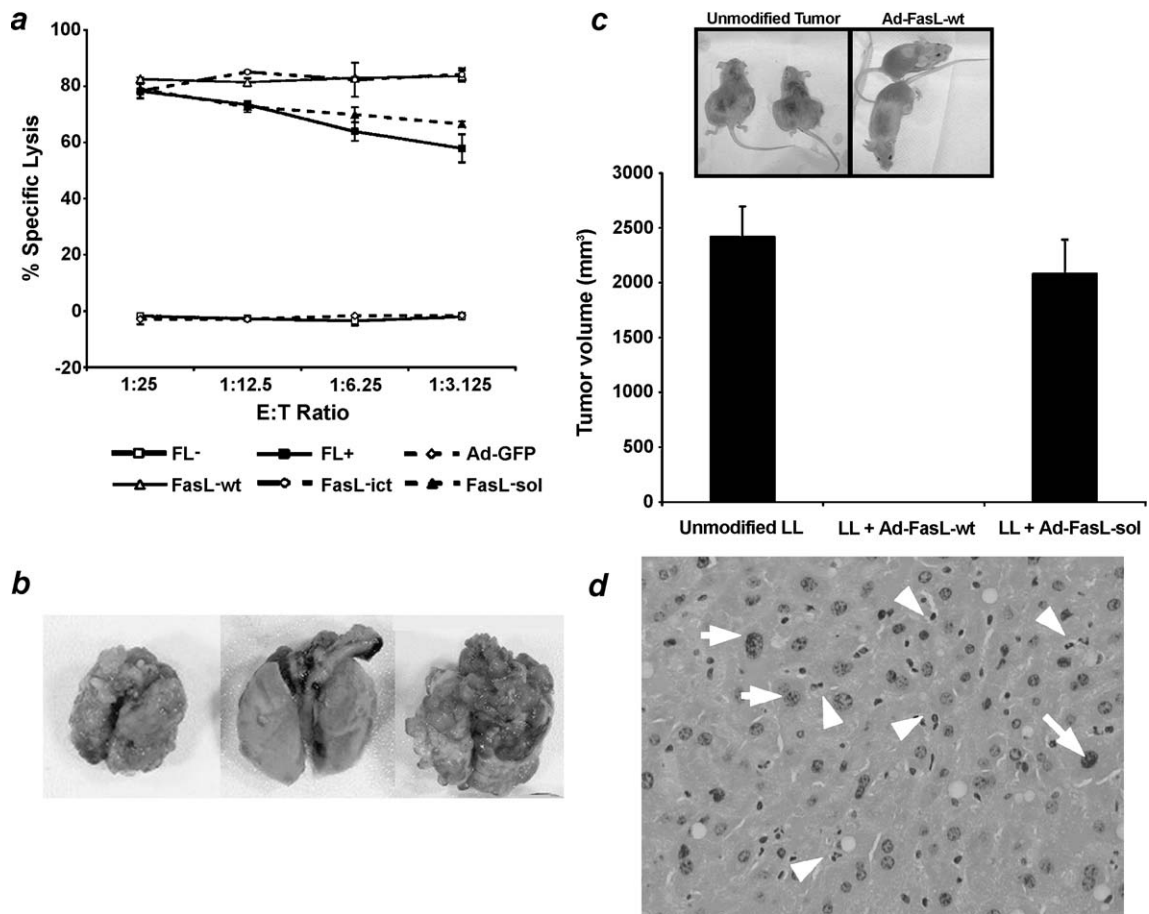 a
100
80
60
40
20
0
-20
% Specific Lysis
1:25 1:12.5 1:6.25 1:3.125
E:T Ratio
FL- FL+ Ad-GFP
FasL-wt FasL-ict FasL-sol
b
c
Unmodified Tumor Ad-FasL-wt
3000
2500
2000
1500
1000
500
0
Tumor volume (mm³)
Unmodified LL LL + Ad-FasL-wt LL + Ad-FasL-sol
d